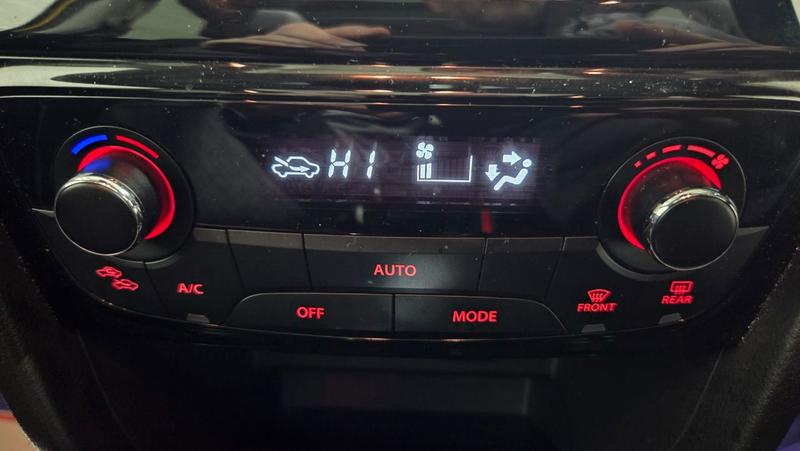 HI
AUTO
A/C
OFF
MODE
FRONT
REAR